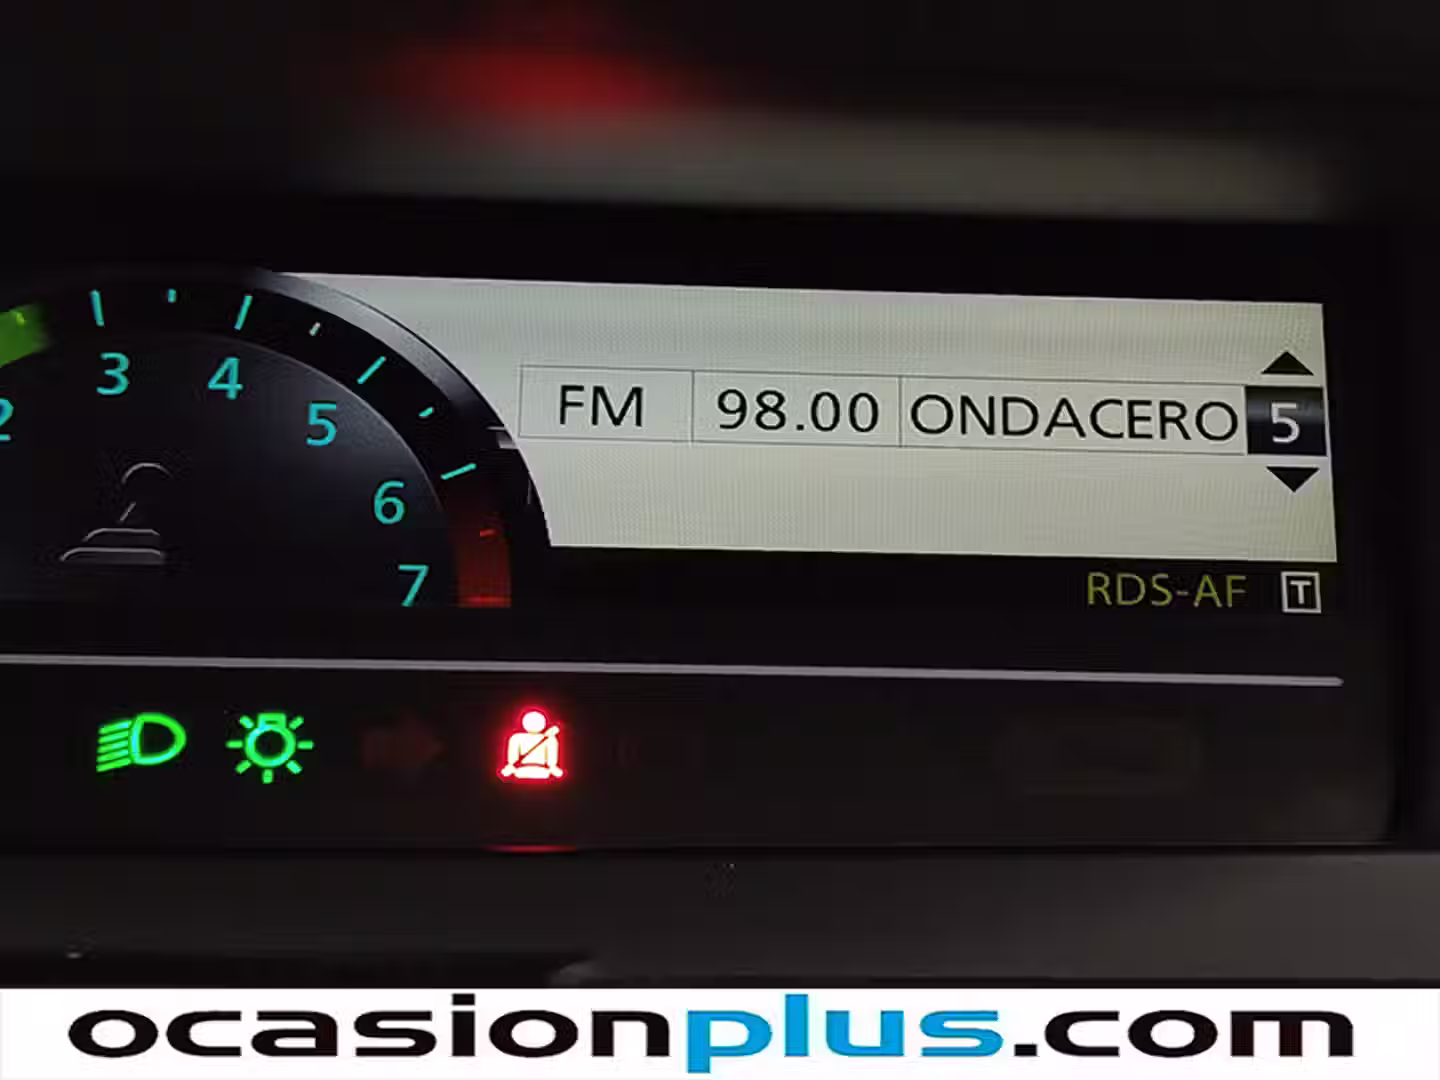 3 4 5 6 7
FM 98.00 ONDACERO 5
RDS-AF T
ocasionplus.com